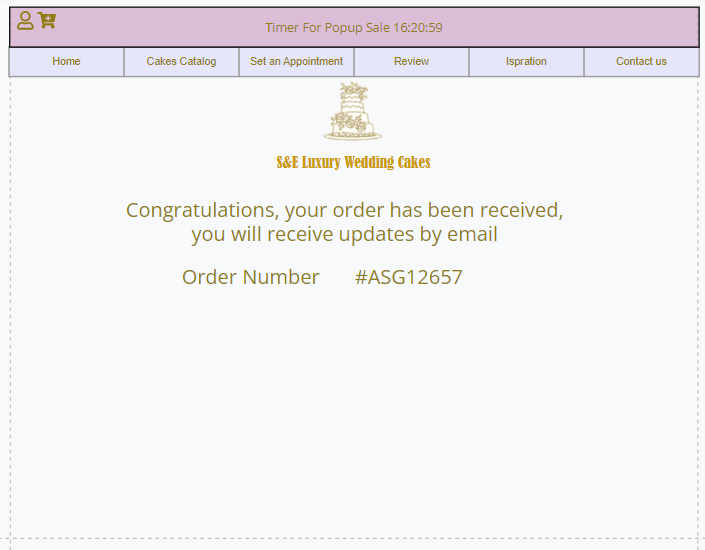 Timer For Popup Sale 16:20:59
Home Cakes Catalog Set an Appointment Review Ispration Contact us
S&E Luxury Wedding Cakes
Congratulations, your order has been received,
you will receive updates by email
Order Number #ASG12657